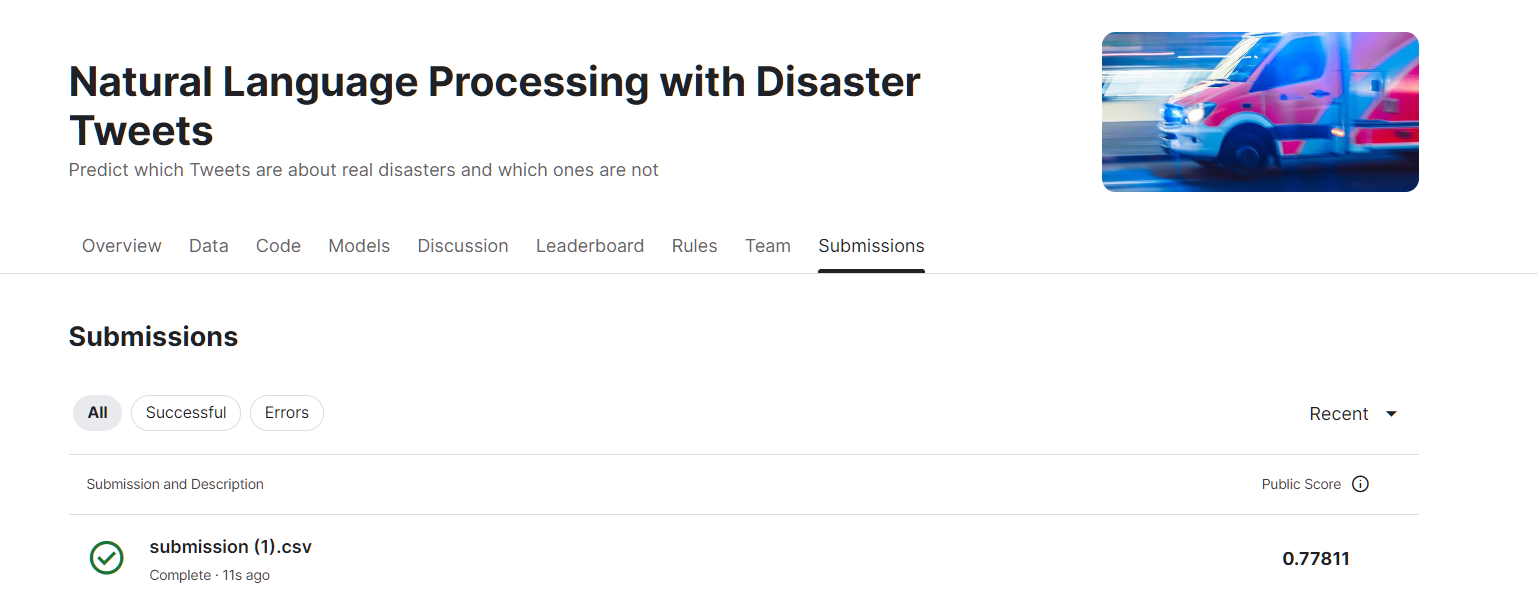 Natural Language Processing with Disaster
Tweets
Predict which Tweets are about real disasters and which ones are not
Overview Data Code Models Discussion Leaderboard Rules Team Submissions
Submissions
All Successful Errors Recent
Submission and Description Public Score
submission (1).csv
0.77811
Complete · 11s ago